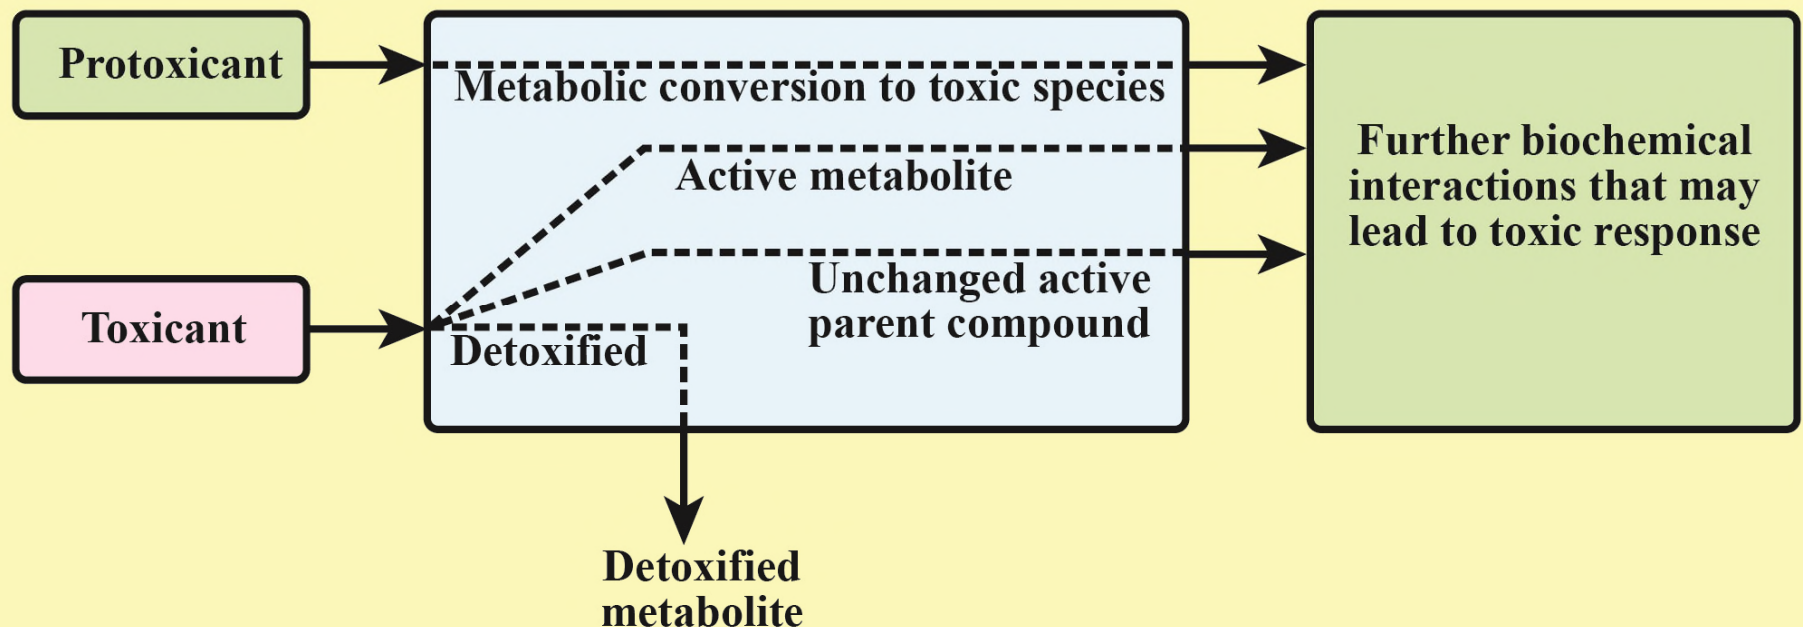 Protoxicant
Metabolic conversion to toxic species
Active metabolite
Further biochemical
interactions that may
lead to toxic response
Unchanged active
parent compound
Toxicant
Detoxified
Detoxified
metabolite